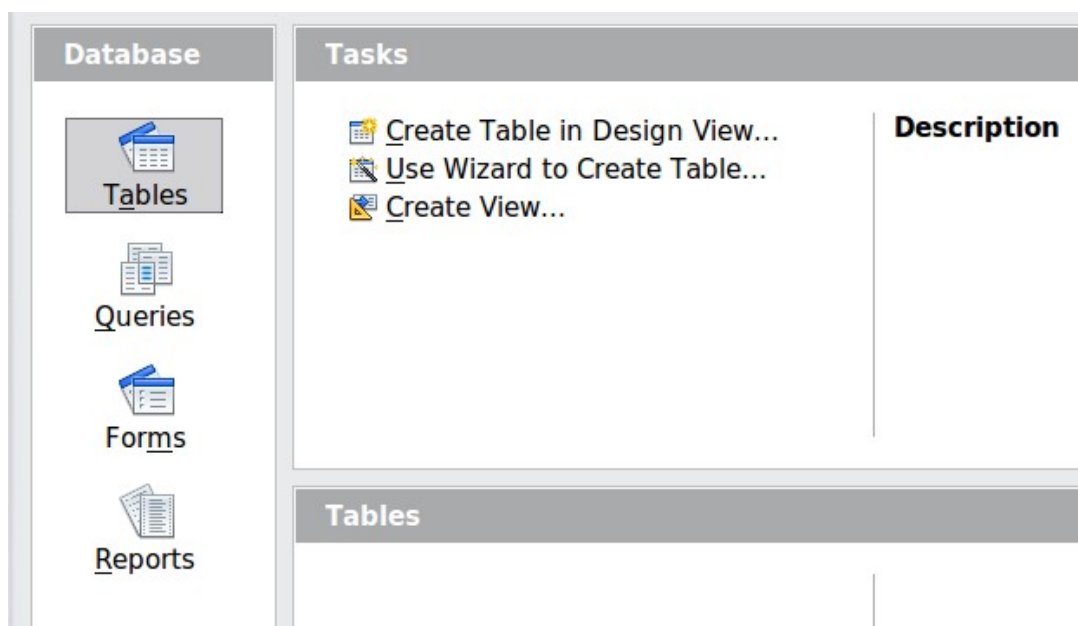 Database
Tables
Queries
Forms
Reports
Tasks
Create Table in Design View...
Use Wizard to Create Table...
Create View...
Description
Tables